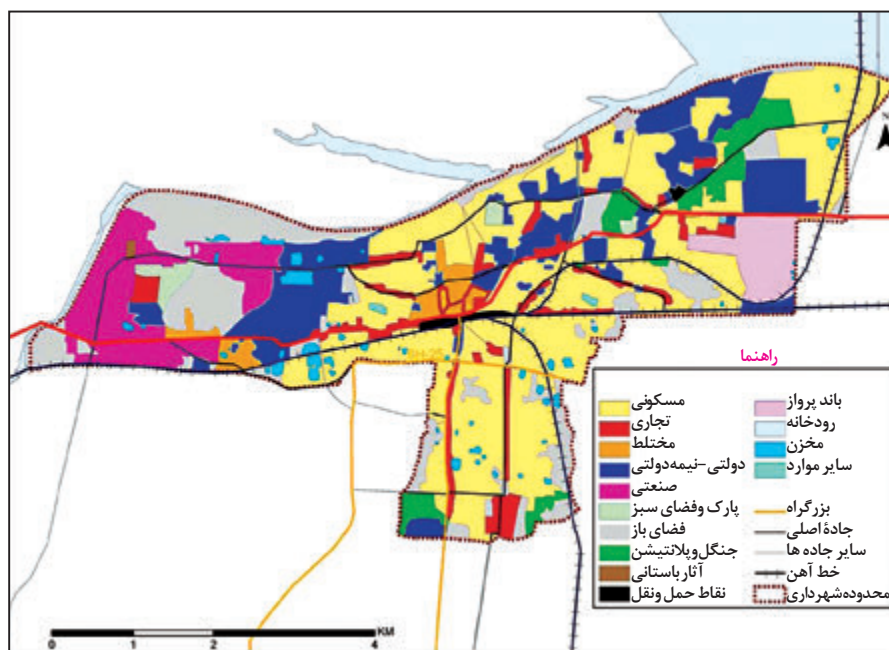 راهنما
مسکونی
تجاری
مختلط
دولتی-نیمه‌دولتی
صنعتی
پارک وفضای سبز
فضای باز
جنگل‌وپلانتیشن
آثارباستانی
نقاط حمل ونقل
باند پرواز
رودخانه
مخزن
سایر موارد
بزرگراه
جادهٔ اصلی
سایر جاده ها
خط آهن
محدوده‌شهرداری
0 1 2 4 KM